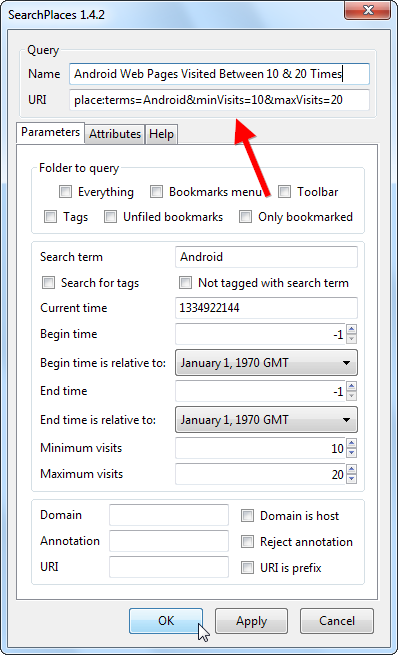 SearchPlaces 1.4.2
Query
Name Android Web Pages Visited Between 10 & 20 Times
URI place:terms=Android&minVisits=10&maxVisits=20
Parameters Attributes Help
Folder to query
Everything Bookmarks menu Toolbar
Tags Unfiled bookmarks Only bookmarked
Search term Android
Search for tags Not tagged with search term
Current time 1334922144
Begin time -1
Begin time is relative to: January 1, 1970 GMT
End time -1
End time is relative to: January 1, 1970 GMT
Minimum visits 10
Maximum visits 20
Domain Domain is host
Annotation Reject annotation
URI URI is prefix
OK Apply Cancel